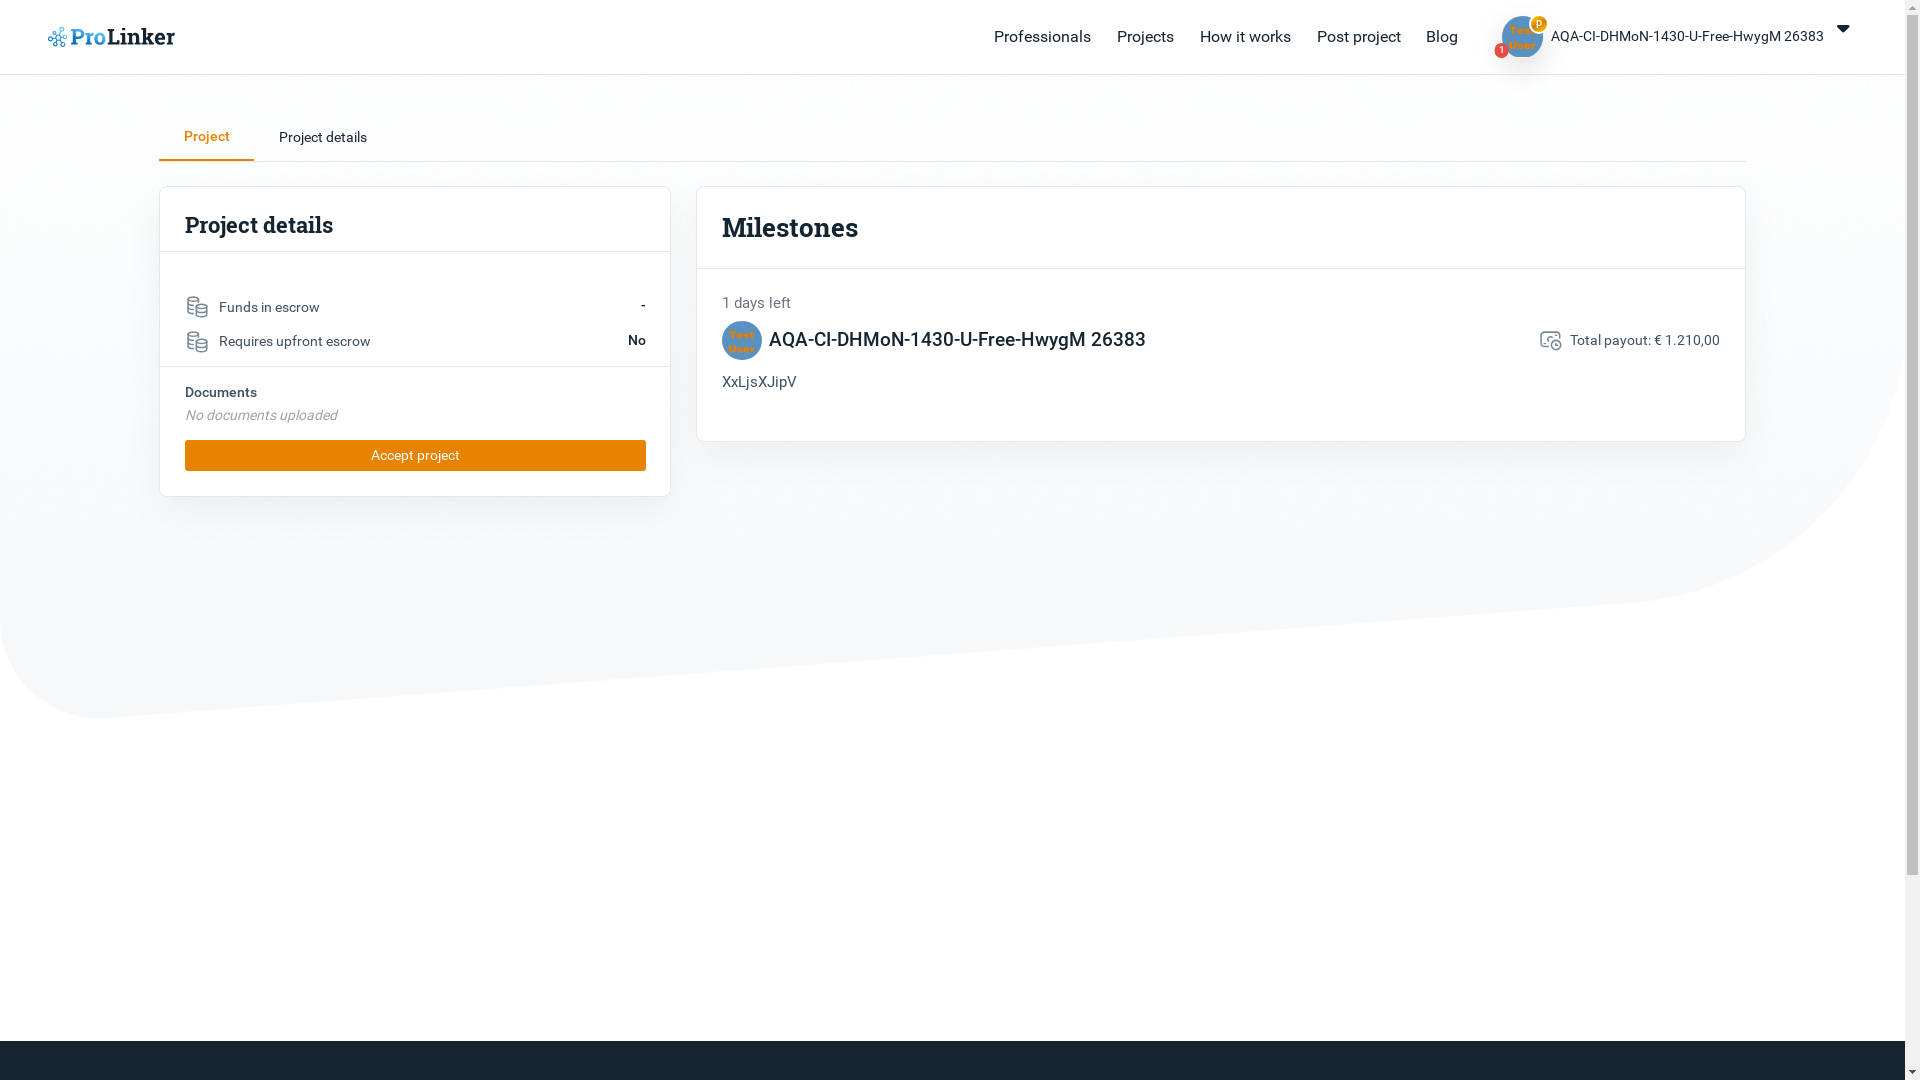 ProLinker
Professionals
Projects
How it works
Post project
Blog
Test
User
p
1
AQA-CI-DHMoN-1430-U-Free-HwygM 26383
Project
Project details
Project details
Funds in escrow
-
Requires upfront escrow
No
Documents
No documents uploaded
Accept project
Milestones
1 days left
Test
User
AQA-CI-DHMoN-1430-U-Free-HwygM 26383
Total payout: € 1.210,00
XxLjsXJipV